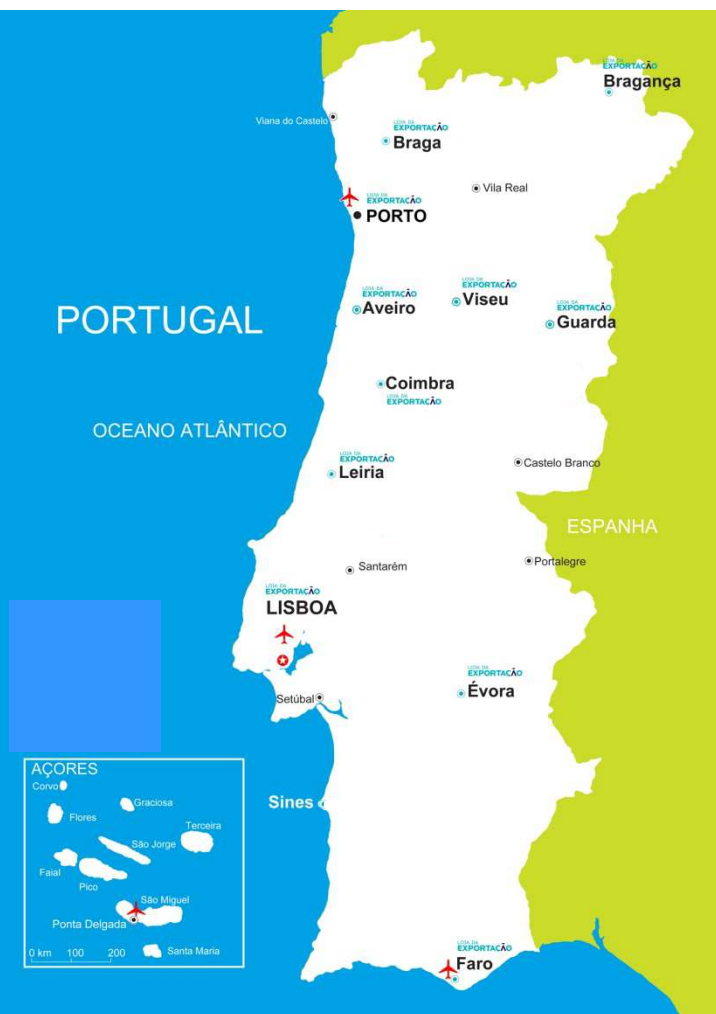 LOJA DA
EXPORTAÇÃO
Bragança
Viana do Castelo
LOJA DA
EXPORTAÇÃO
Braga
Vila Real
LOJA DA
EXPORTAÇÃO
PORTO
LOJA DA
EXPORTAÇÃO
Aveiro
LOJA DA
EXPORTAÇÃO
Viseu
LOJA DA
EXPORTAÇÃO
Guarda
PORTUGAL
Coimbra
LOJA DA
EXPORTAÇÃO
OCEANO ATLÂNTICO
LOJA DA
EXPORTAÇÃO
Leiria
Castelo Branco
ESPANHA
Santarém
Portalegre
LOJA DA
EXPORTAÇÃO
LISBOA
LOJA DA
EXPORTAÇÃO
Évora
Setúbal
AÇORES
Corvo
Graciosa
Flores
Terceira
São Jorge
Faial
Pico
São Miguel
Ponta Delgada
Santa Maria
0 km 100 200
Sines
LOJA DA
EXPORTAÇÃO
Faro